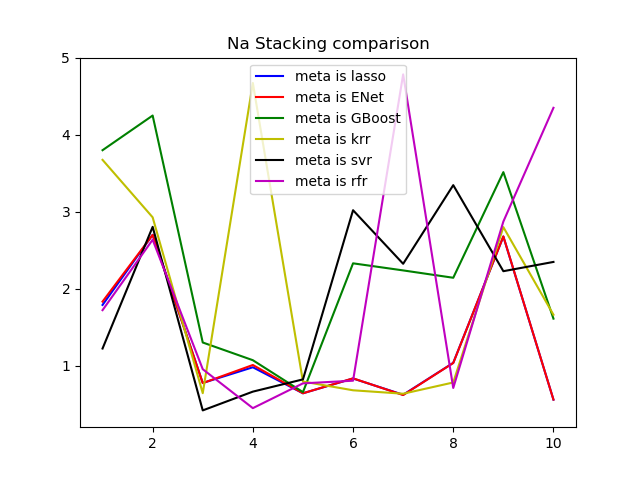 Na Stacking comparison
5
4
3
2
1
meta is lasso
meta is ENet
meta is GBoost
meta is krr
meta is svr
meta is rfr
2 4 6 8 10